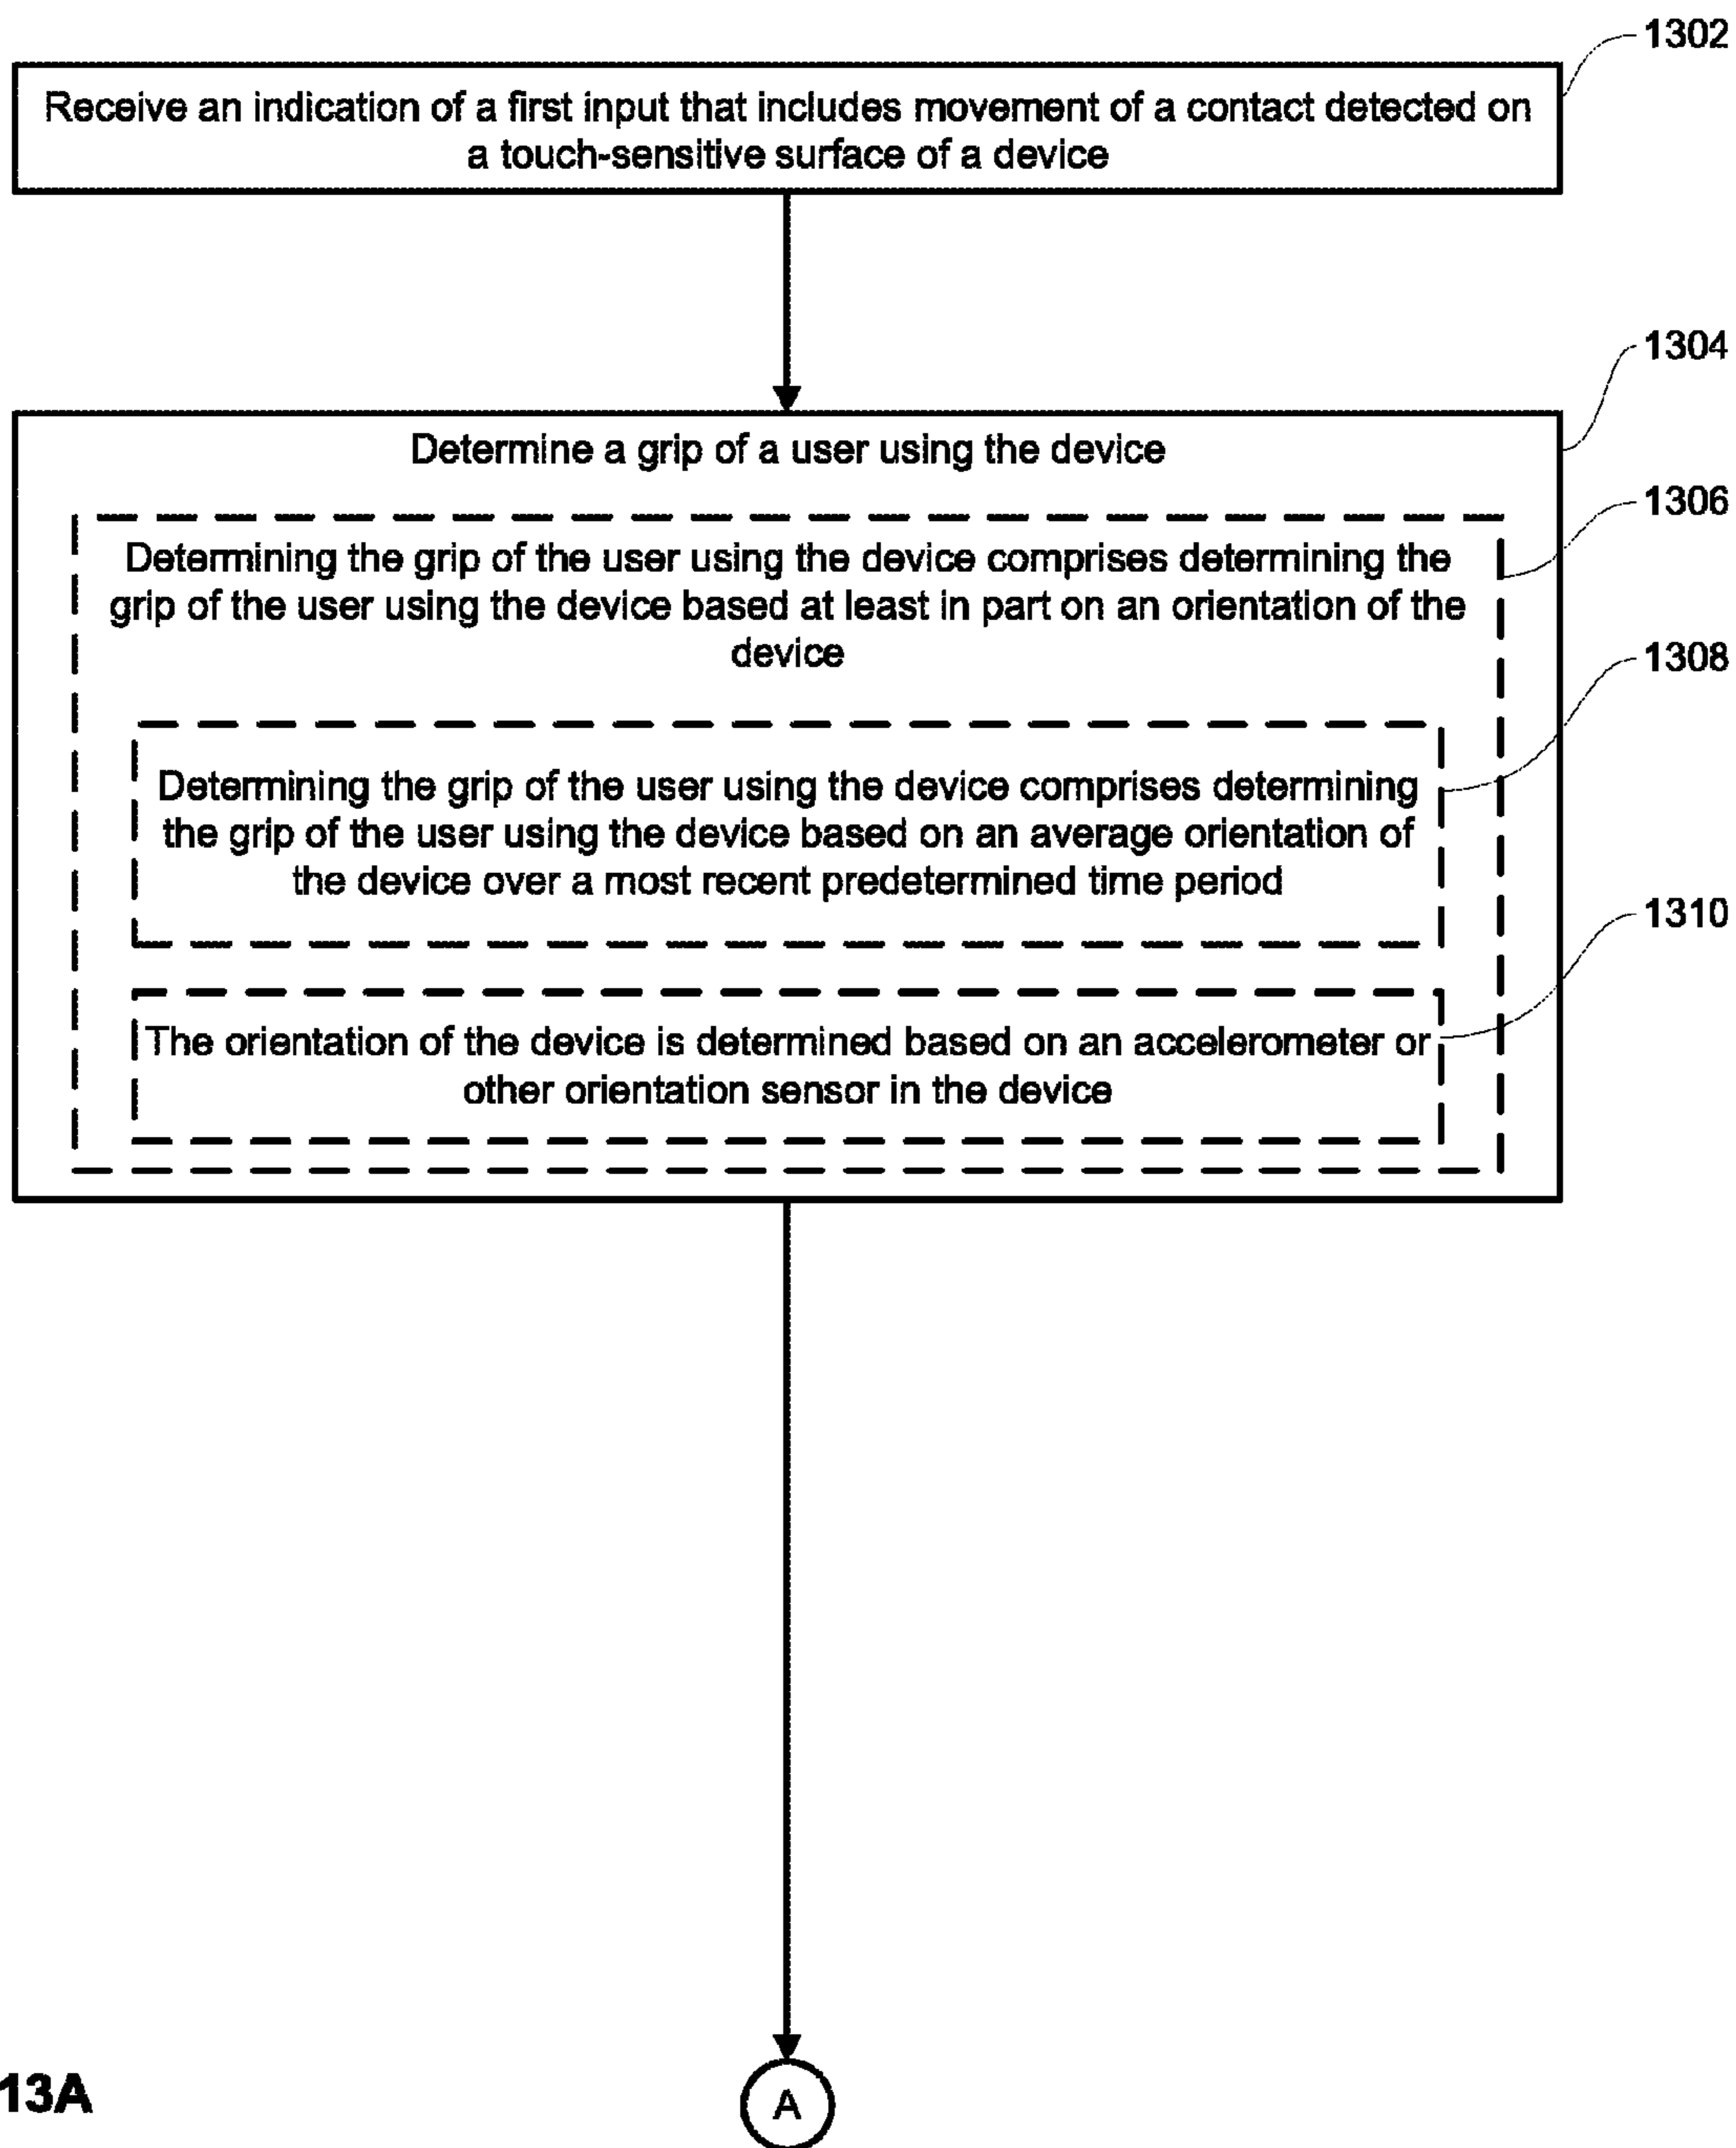 1302
Receive an indication of a first input that includes movement of a contact detected on
a touch-sensitive surface of a device
1304
Determine a grip of a user using the device
1306
Determining the grip of the user using the device comprises determining the
grip of the user using the device based at least in part on an orientation of the
device
1308
Determining the grip of the user using the device comprises determining
the grip of the user using the device based on an average orientation of
the device over a most recent predetermined time period
1310
The orientation of the device is determined based on an accelerometer or
other orientation sensor in the device
13A
A